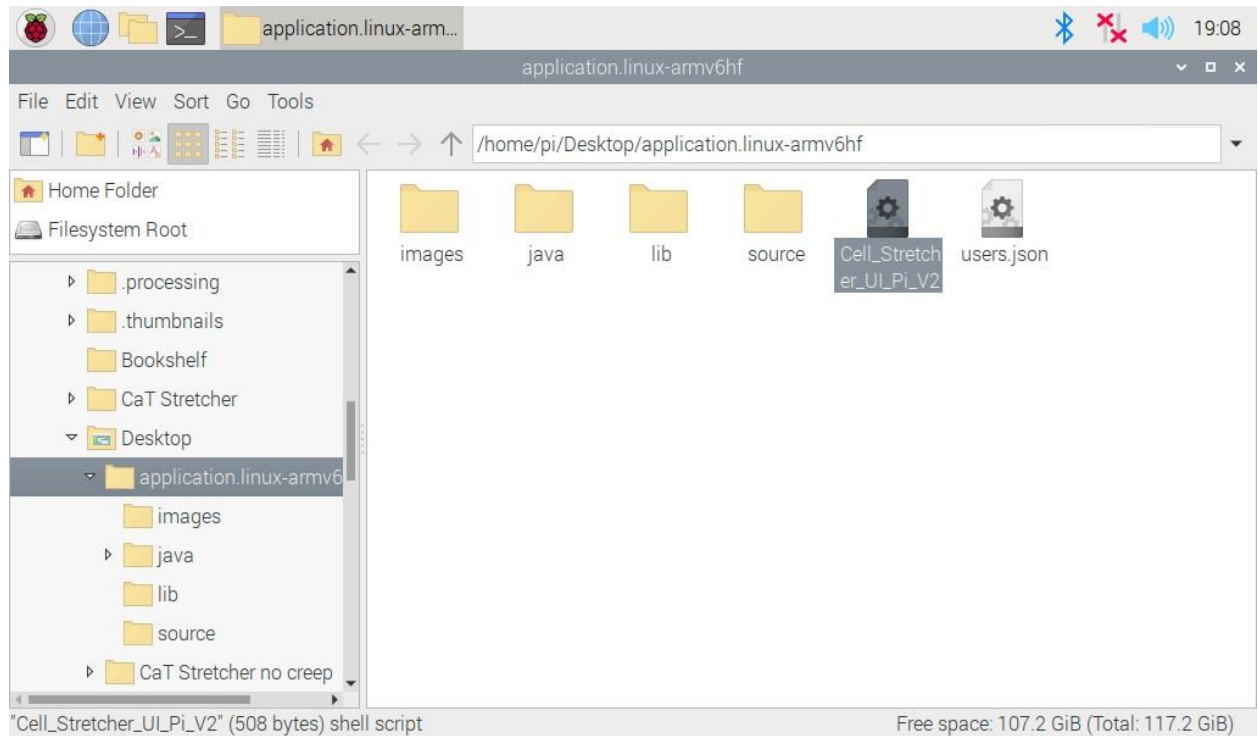 application.linux-arm...
19:08
application.linux-armv6hf
File Edit View Sort Go Tools
/home/pi/Desktop/application.linux-armv6hf
Home Folder
Filesystem Root
.processing
.thumbnails
Bookshelf
CaT Stretcher
Desktop
application.linux-armv6
images
java
lib
source
CaT Stretcher no creep
images
java
lib
source
Cell_Stretch
er_UI_Pi_V2
users.json
"Cell_Stretcher_UI_Pi_V2" (508 bytes) shell script
Free space: 107.2 GiB (Total: 117.2 GiB)